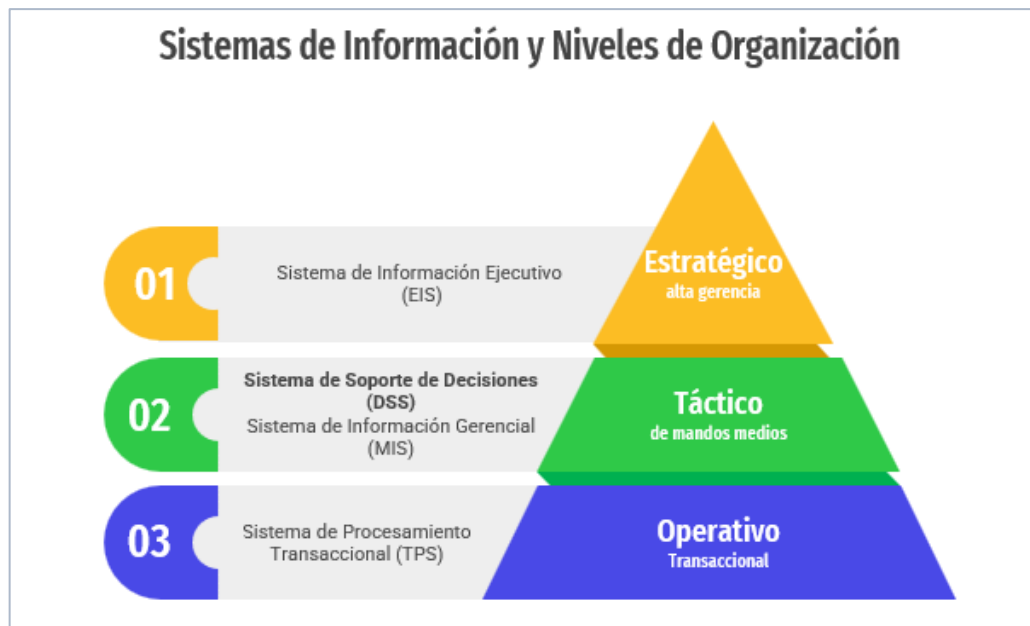 Sistemas de Información y Niveles de Organización
01
Sistema de Información Ejecutivo
(EIS)
Estratégico
alta gerencia
02
Sistema de Soporte de Decisiones
(DSS)
Sistema de Información Gerencial
(MIS)
Táctico
de mandos medios
03
Sistema de Procesamiento
Transaccional (TPS)
Operativo
Transaccional